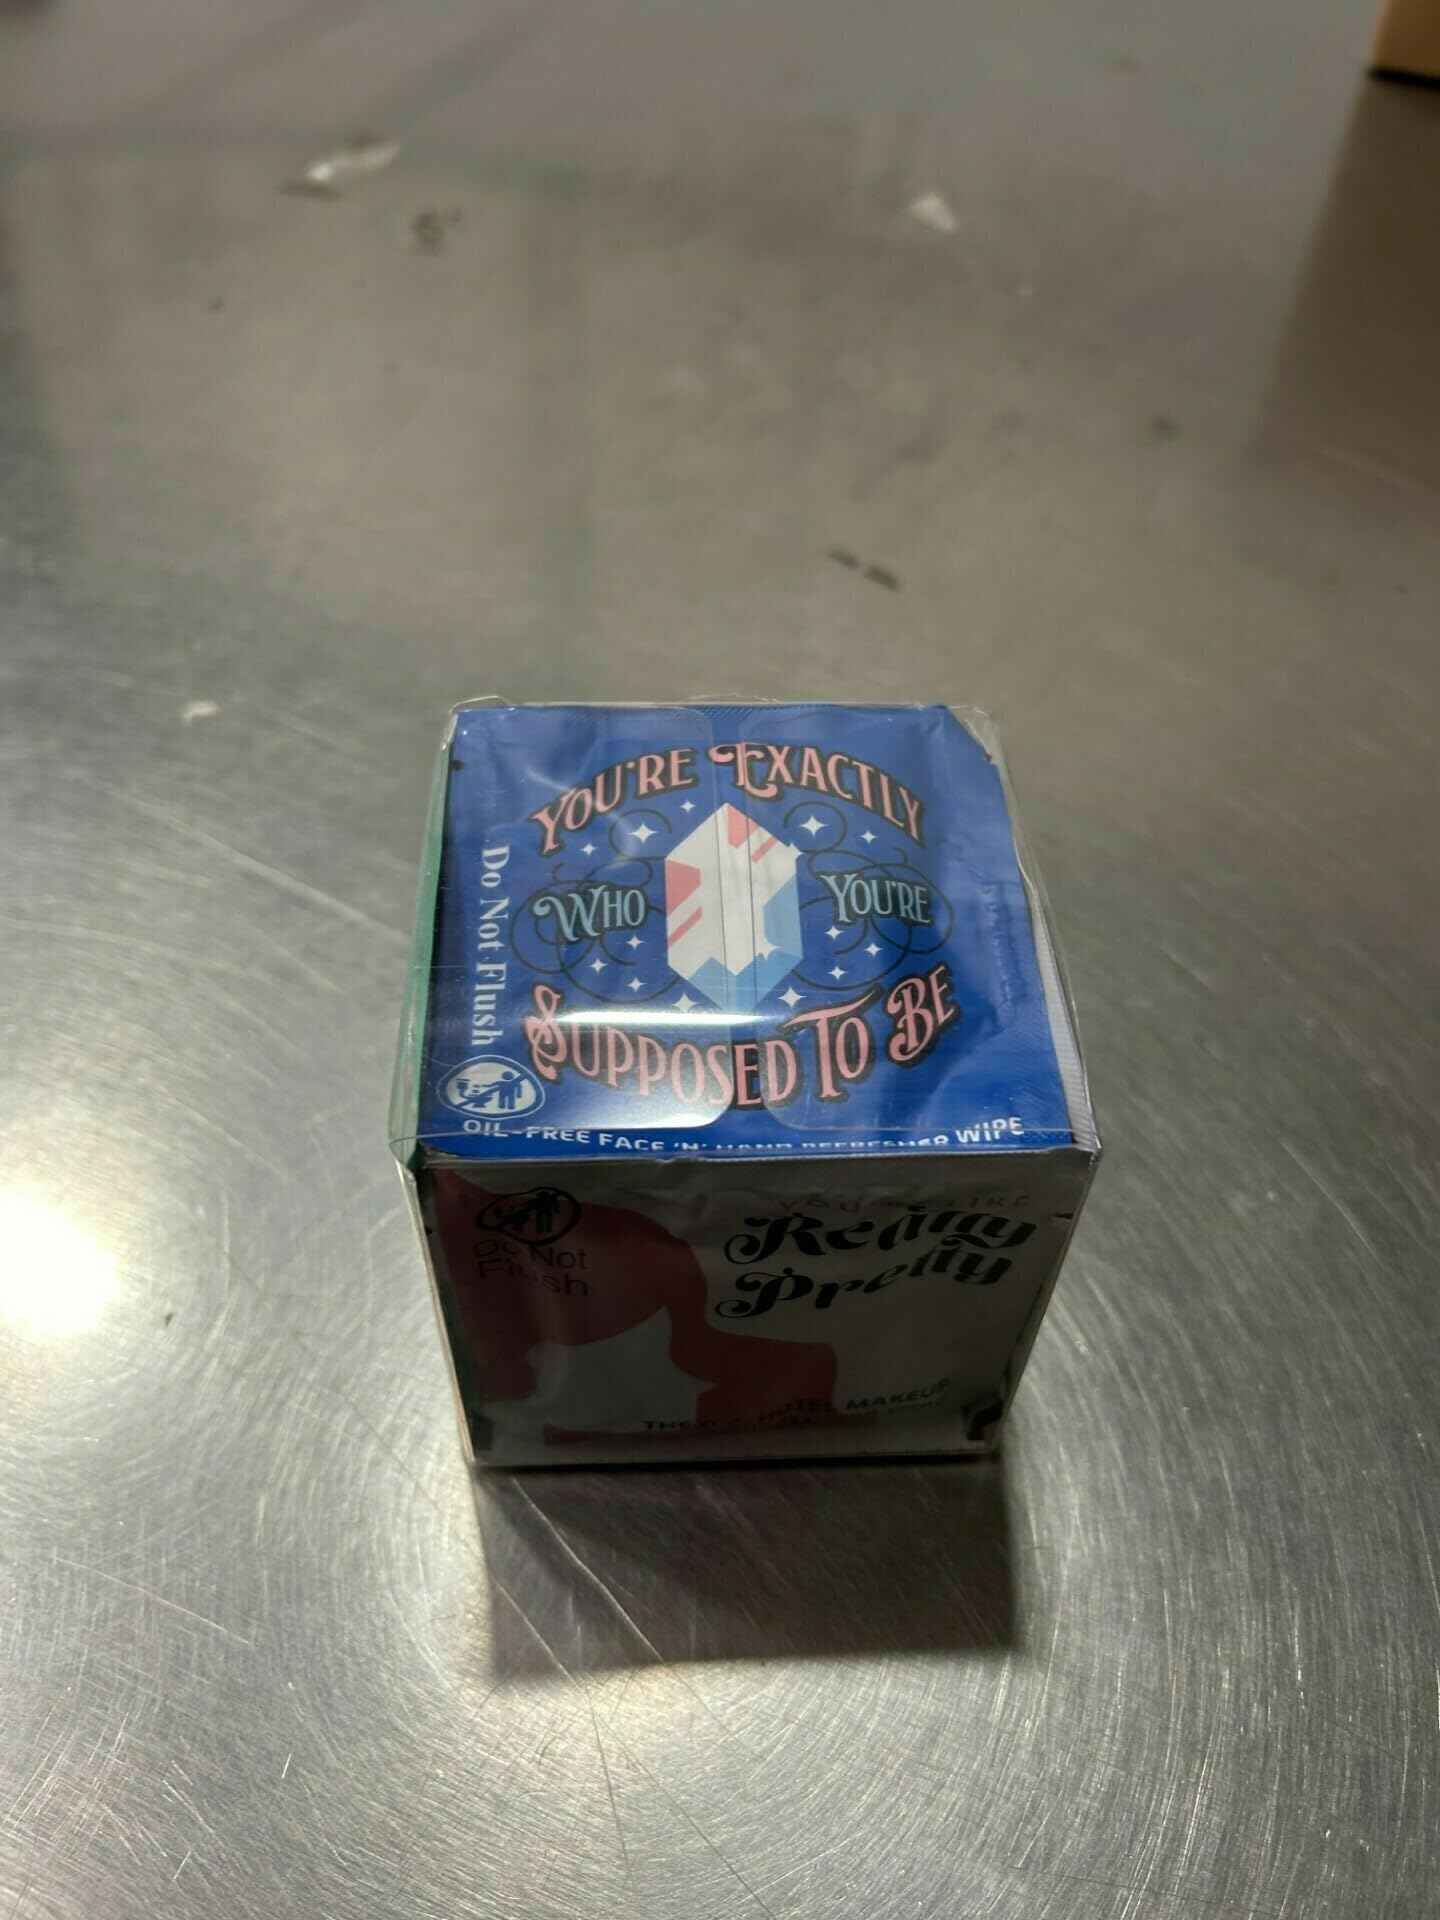 YOU'RE EXACTLY
WHO YOU'RE
SUPPOSED TO BE
Do Not Flush
OIL-FREE FACE 'N' HAND REFRESHER WIPE
Do Not
Flush
Really
Pretty
HOTEL MAKEUP